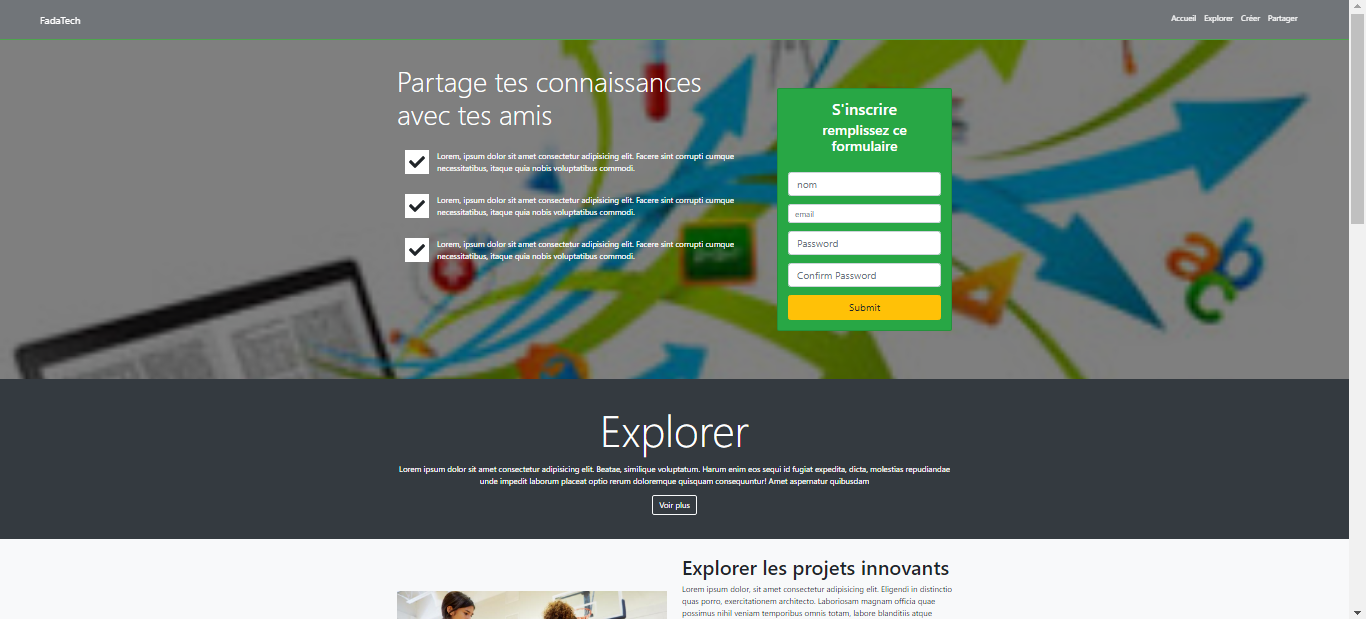 FadaTech
Accueil Explorer Créer Partager
Partage tes connaissances
avec tes amis
Lorem, ipsum dolor sit amet consectetur adipisicing elit. Facere sint corrupti cumque
necessitatibus, itaque quia nobis voluptatibus commodi.
Lorem, ipsum dolor sit amet consectetur adipisicing elit. Facere sint corrupti cumque
necessitatibus, itaque quia nobis voluptatibus commodi.
Lorem, ipsum dolor sit amet consectetur adipisicing elit. Facere sint corrupti cumque
necessitatibus, itaque quia nobis voluptatibus commodi.
S'inscrire
remplissez ce
formulaire
nom
email
Password
Confirm Password
Submit
abc
Explorer
Lorem ipsum dolor sit amet consectetur adipisicing elit. Beatae, similique voluptatum. Harum enim eos sequi id fugiat expedita, dicta, molestias repudiandae
unde impedit laborum placeat optio rerum doloremque quisquam consequuntur! Amet aspernatur quibusdam
Voir plus
Explorer les projets innovants
Lorem ipsum dolor, sit amet consectetur adipisicing elit. Eligendi in distinctio
quas porro, exercitationem architecto. Laboriosam magnam officia quae
possimus nihil veniam temporibus omnis totam, labore blanditiis atque